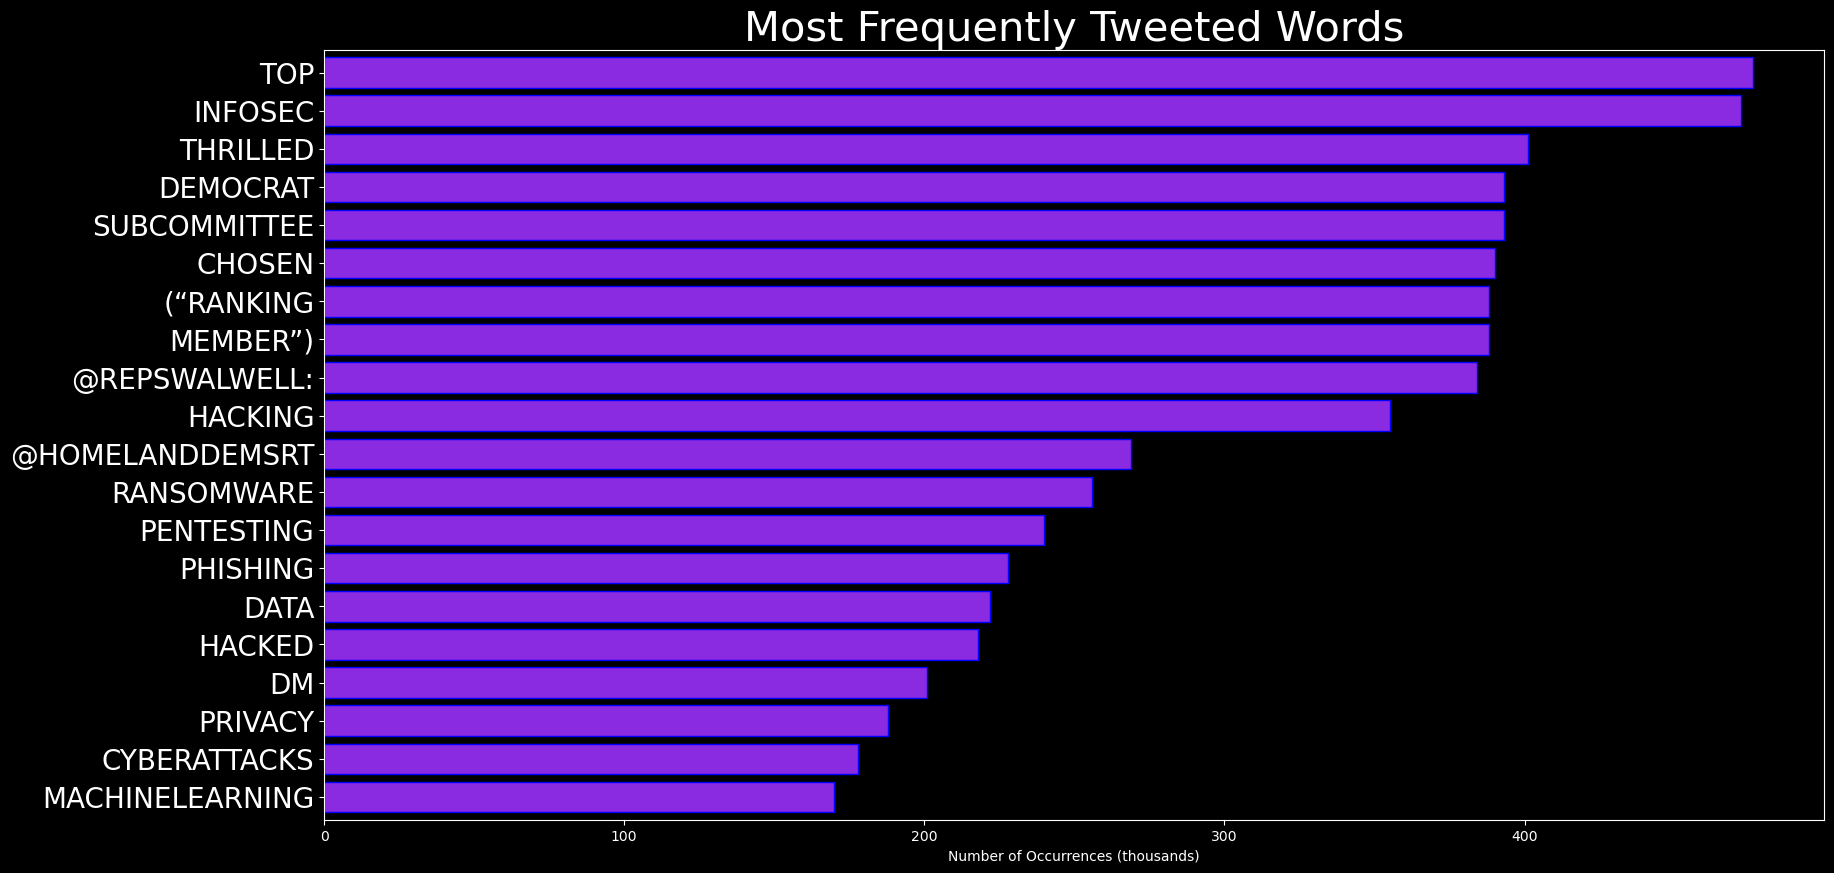 Most Frequently Tweeted Words
TOP
INFOSEC
THRILLED
DEMOCRAT
SUBCOMMITTEE
CHOSEN
(“RANKING
MEMBER”)
@REPSWALWELL:
HACKING
@HOMELANDDEMSRT
RANSOMWARE
PENTESTING
PHISHING
DATA
HACKED
DM
PRIVACY
CYBERATTACKS
MACHINELEARNING
0 100 200 300 400
Number of Occurrences (thousands)